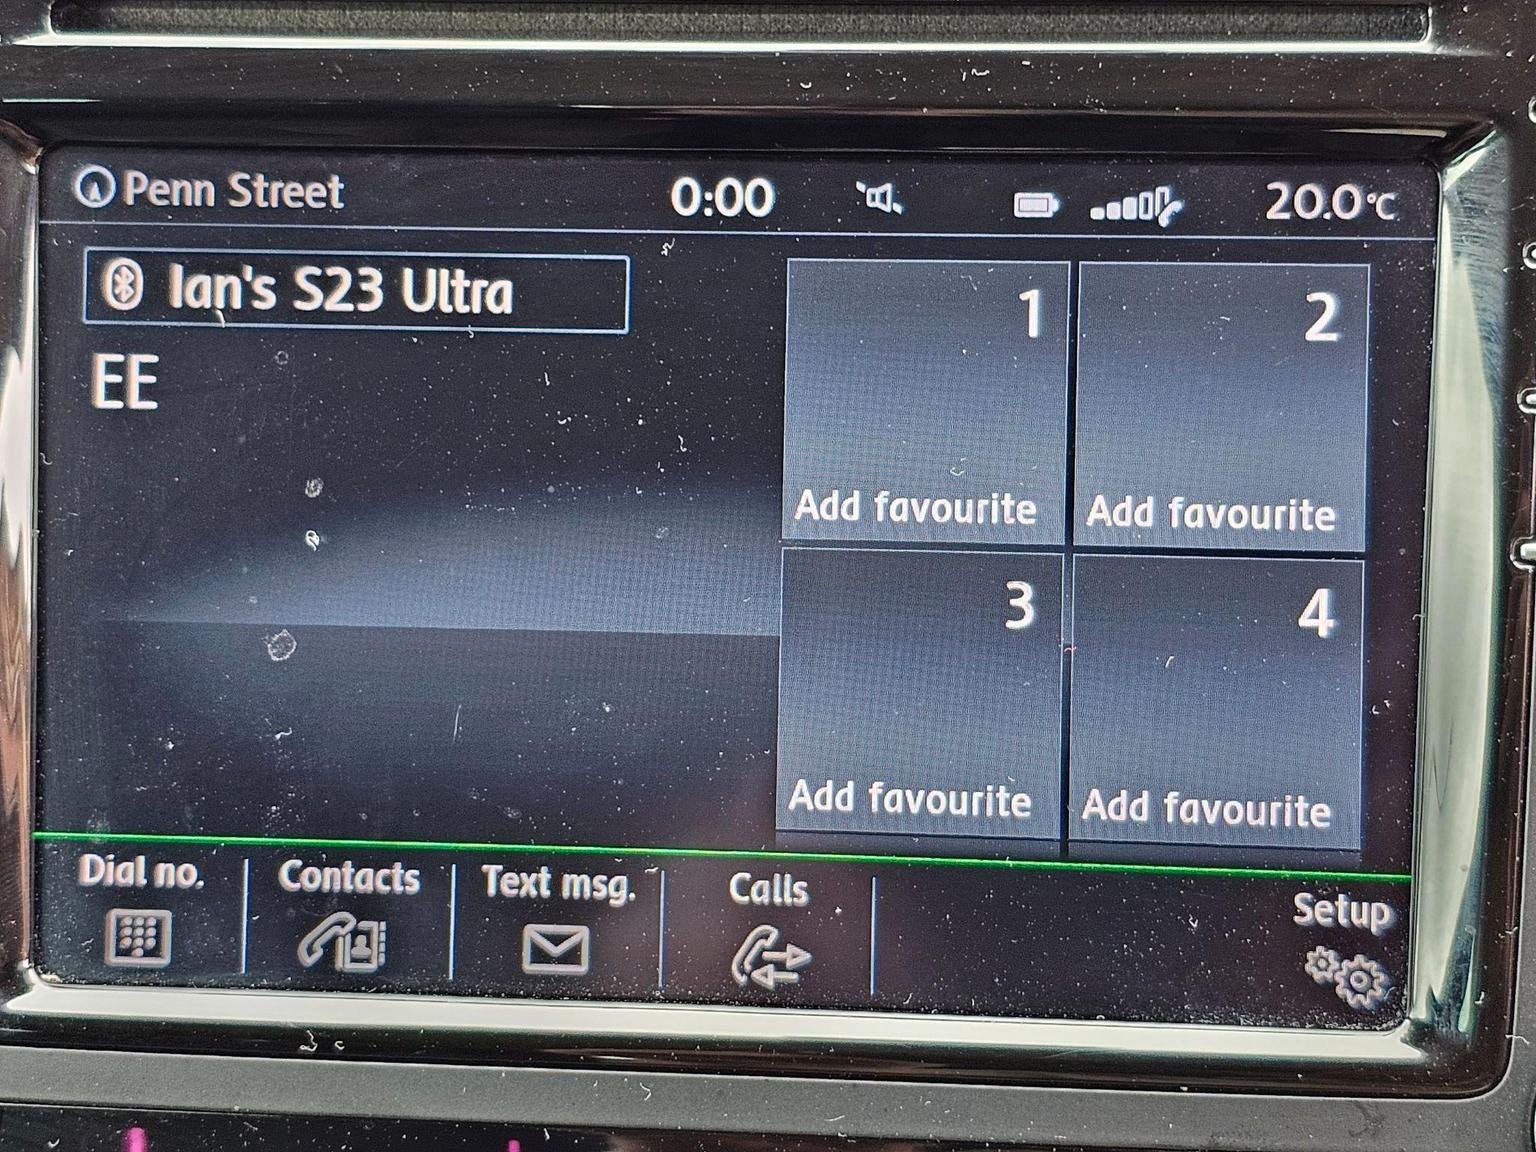 Penn Street 0:00 20.0°C
Ian's S23 Ultra
EE
1
Add favourite
2
Add favourite
3
Add favourite
4
Add favourite
Dial no.
Contacts
Text msg.
Calls
Setup